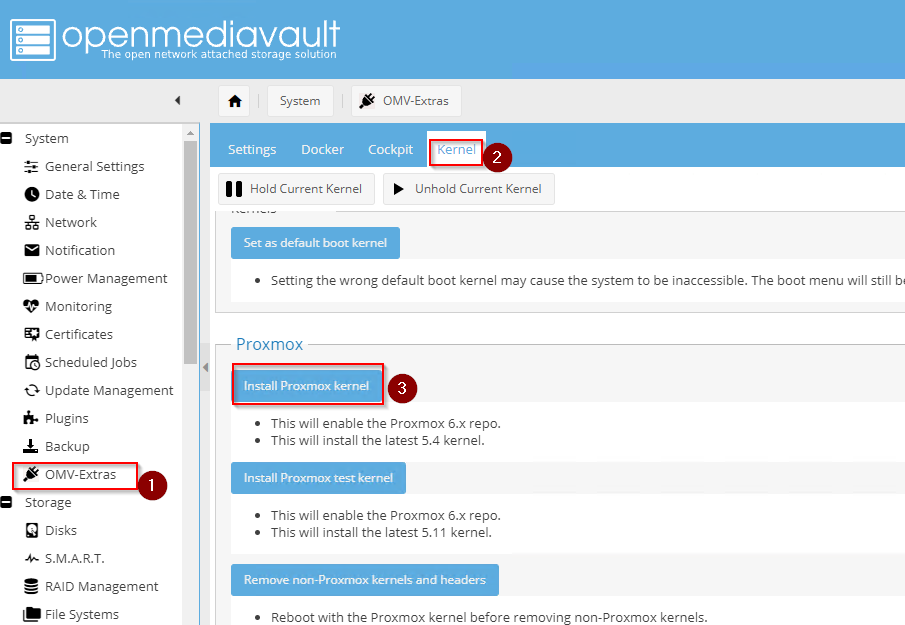 openmediavault
The open network attached storage solution
System
OMV-Extras
System
General Settings
Date & Time
Network
Notification
Power Management
Monitoring
Certificates
Scheduled Jobs
Update Management
Plugins
Backup
OMV-Extras
1
Storage
Disks
S.M.A.R.T.
RAID Management
File Systems
Settings
Docker
Cockpit
Kernel
2
Hold Current Kernel
Unhold Current Kernel
Kernels
Set as default boot kernel
Setting the wrong default boot kernel may cause the system to be inaccessible. The boot menu will still be
Proxmox
Install Proxmox kernel
3
This will enable the Proxmox 6.x repo.
This will install the latest 5.4 kernel.
Install Proxmox test kernel
This will enable the Proxmox 6.x repo.
This will install the latest 5.11 kernel.
Remove non-Proxmox kernels and headers
Reboot with the Proxmox kernel before removing non-Proxmox kernels.